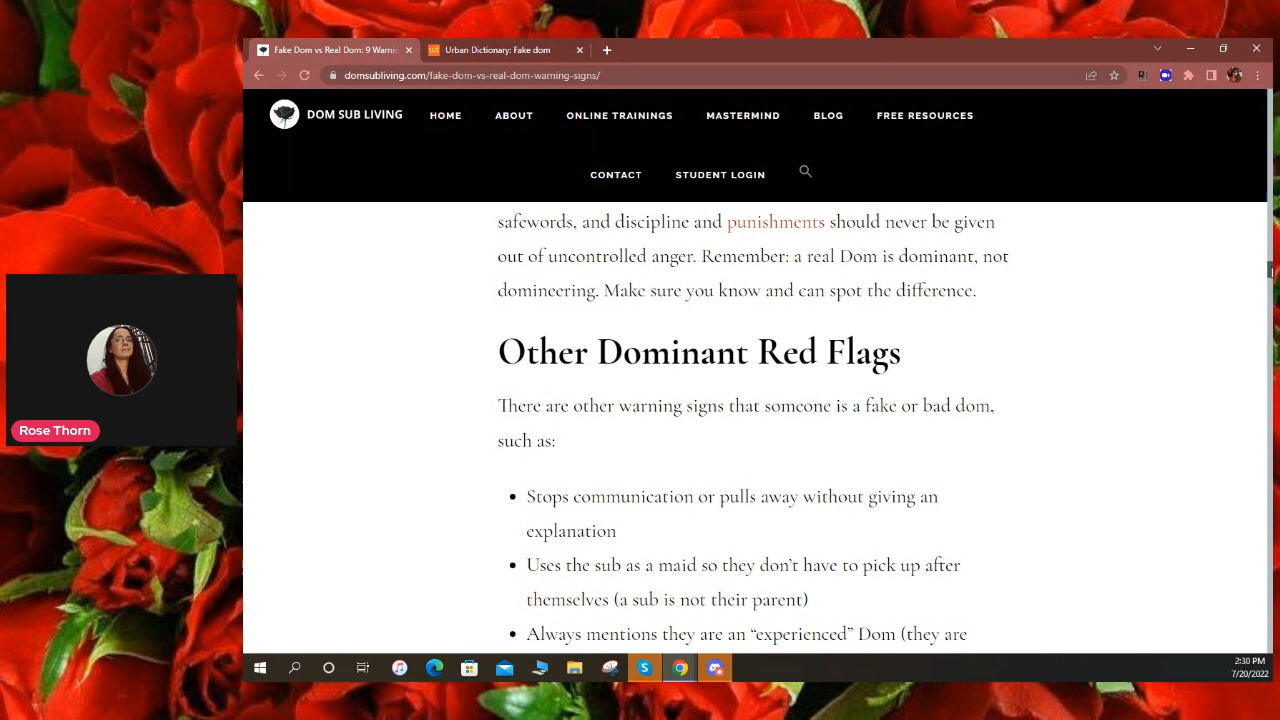 Fake Dom vs Real Dom: 9 Warni
Urban Dictionary: Fake dom
domsubliving.com/fake-dom-vs-real-dom-warning-signs/
DOM SUB LIVING
HOME
ABOUT
ONLINE TRAININGS
MASTERMIND
BLOG
FREE RESOURCES
CONTACT
STUDENT LOGIN
safewords, and discipline and punishments should never be given
out of uncontrolled anger. Remember: a real Dom is dominant, not
domineering. Make sure you know and can spot the difference.
Other Dominant Red Flags
There are other warning signs that someone is a fake or bad dom,
such as:
Stops communication or pulls away without giving an
explanation
Uses the sub as a maid so they don’t have to pick up after
themselves (a sub is not their parent)
Always mentions they are an “experienced” Dom (they are
Rose Thorn
2:30 PM
7/20/2022